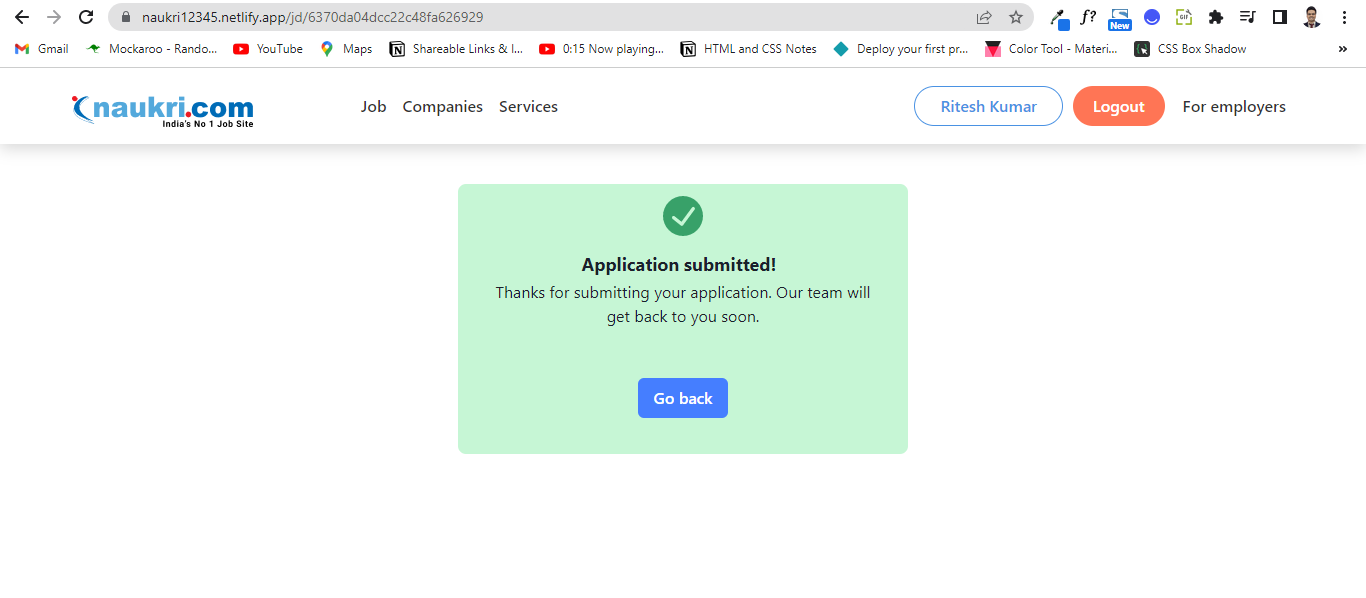 naukri12345.netlify.app/jd/6370da04dcc22c48fa626929
f?
New
GIF
Gmail
Mockaroo - Rando...
YouTube
Maps
Shareable Links & I...
0:15 Now playing...
HTML and CSS Notes
Deploy your first pr...
Color Tool - Materi...
CSS Box Shadow
»
naukri.com
India's No 1 Job Site
Job Companies Services
Ritesh Kumar
Logout
For employers
Application submitted!
Thanks for submitting your application. Our team will
get back to you soon.
Go back